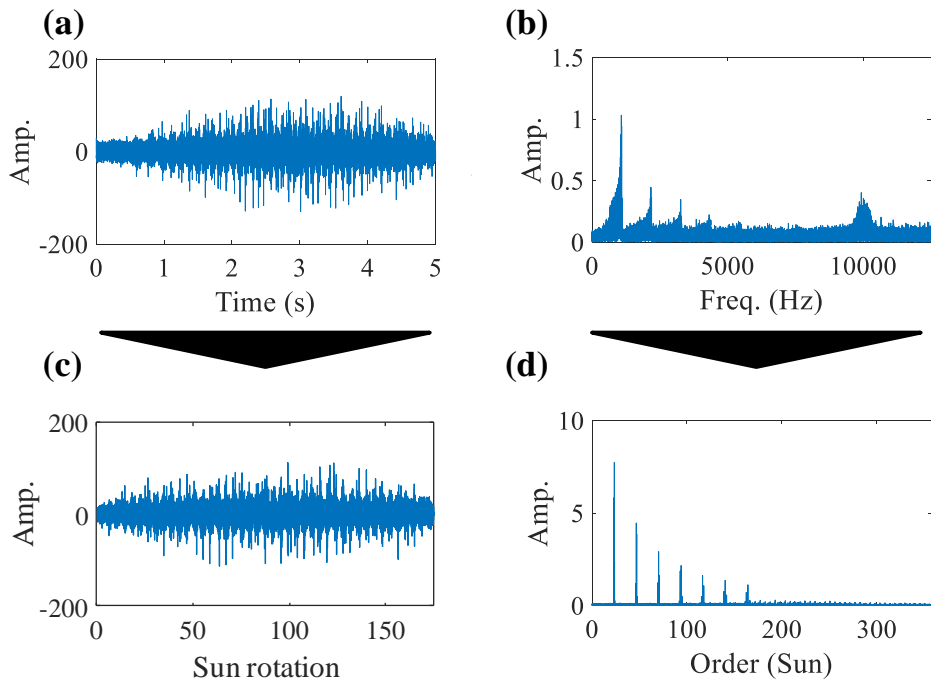 (a)
200
0
-200
Amp.
0 1 2 3 4 5
Time (s)
(b)
1.5
1
0.5
0
Amp.
0 5000 10000
Freq. (Hz)
(c)
200
0
-200
Amp.
0 50 100 150
Sun rotation
(d)
10
5
0
Amp.
0 100 200 300
Order (Sun)